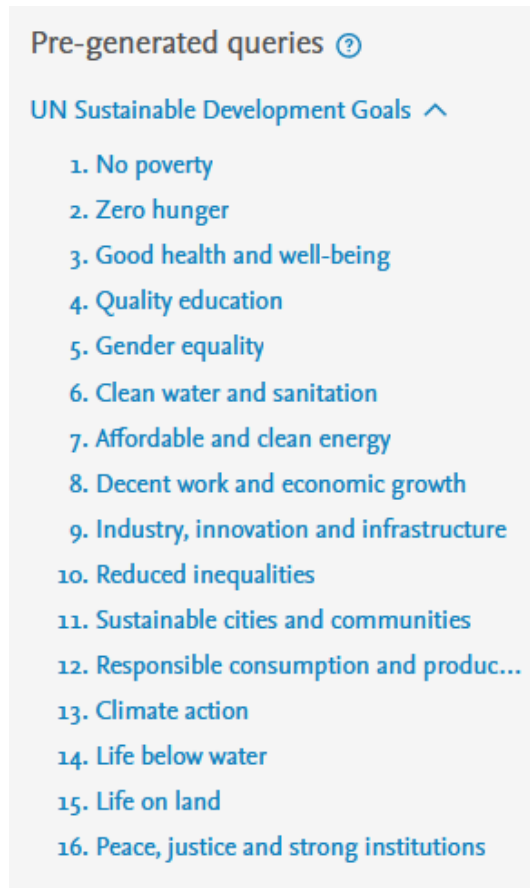 Pre-generated queries ?
UN Sustainable Development Goals
1. No poverty
2. Zero hunger
3. Good health and well-being
4. Quality education
5. Gender equality
6. Clean water and sanitation
7. Affordable and clean energy
8. Decent work and economic growth
9. Industry, innovation and infrastructure
10. Reduced inequalities
11. Sustainable cities and communities
12. Responsible consumption and produc...
13. Climate action
14. Life below water
15. Life on land
16. Peace, justice and strong institutions